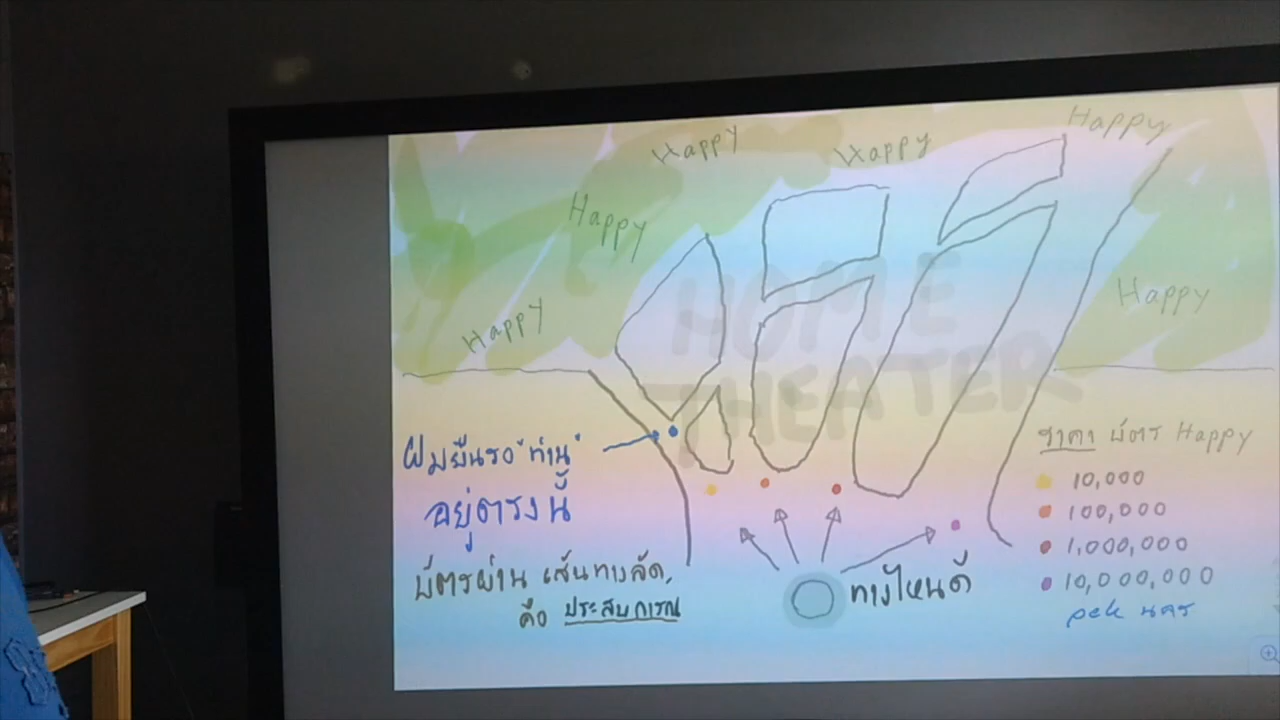 Happy
Happy
Happy
Happy
Happy
Happy
HOME
THEATER
ผมยืนรอ "ท่าน"
อยู่ตรงนี้
บัตรผ่าน เส้นทางลัด,
คือ ประสบการณ
ทางไหนดี
ราคา บัตร Happy
10,000
100,000
1,000,000
10,000,000